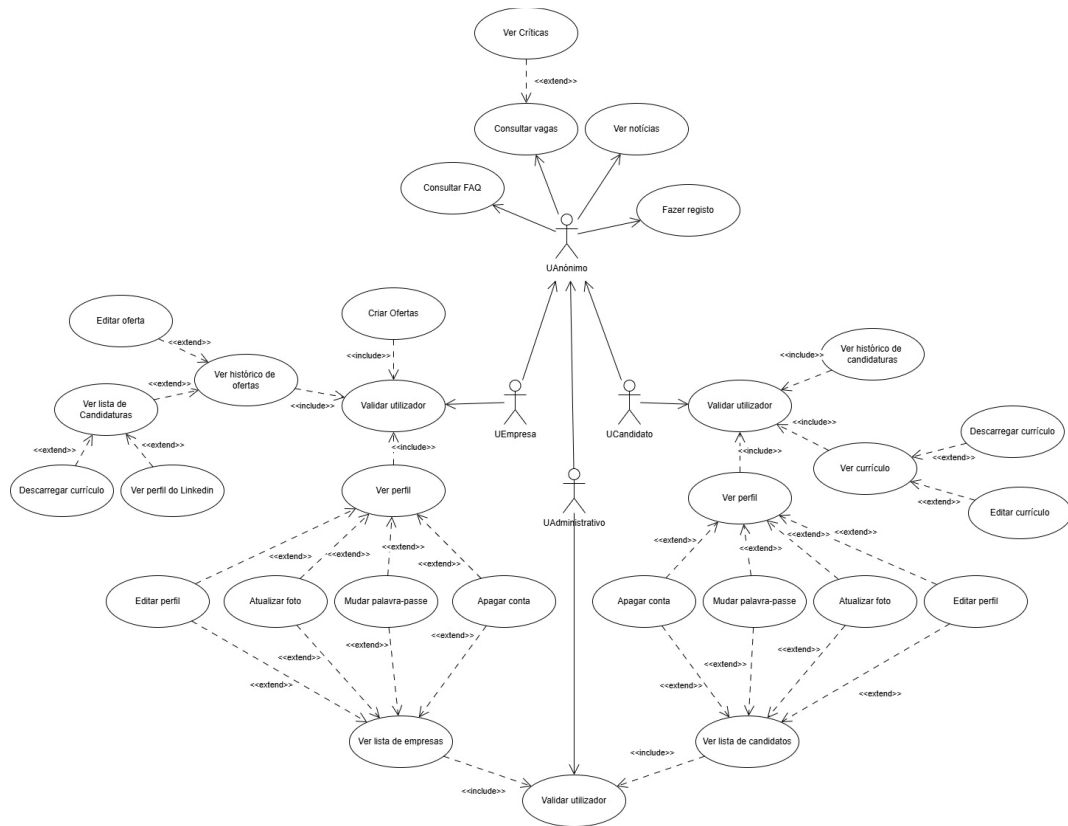 Ver Críticas
<<extend>>
Consultar vagas
Ver notícias
Consultar FAQ
Fazer registo
UAnónimo
Criar Ofertas
Editar oferta
<<extend>>
<<include>>
Ver histórico de
ofertas
<<extend>>
<<include>>
Ver lista de
Candidaturas
Validar utilizador
UEmpresa
UCandidato
Validar utilizador
<<include>>
Ver histórico de
candidaturas
<<extend>>
<<extend>>
Descarregar currículo
Ver perfil do Linkedin
<<include>>
Ver perfil
UAdministrativo
<<include>>
Ver perfil
<<include>>
Ver currículo
Descarregar currículo
<<extend>>
<<extend>>
Editar currículo
<<extend>>
<<extend>>
<<extend>>
<<extend>>
<<extend>>
<<extend>>
<<extend>>
<<extend>>
Editar perfil
Atualizar foto
Mudar palavra-passe
Apagar conta
Apagar conta
Mudar palavra-passe
Atualizar foto
Editar perfil
<<extend>>
<<extend>>
<<extend>>
<<extend>>
<<extend>>
<<extend>>
<<extend>>
<<extend>>
Ver lista de empresas
Ver lista de candidatos
<<include>>
<<include>>
Validar utilizador